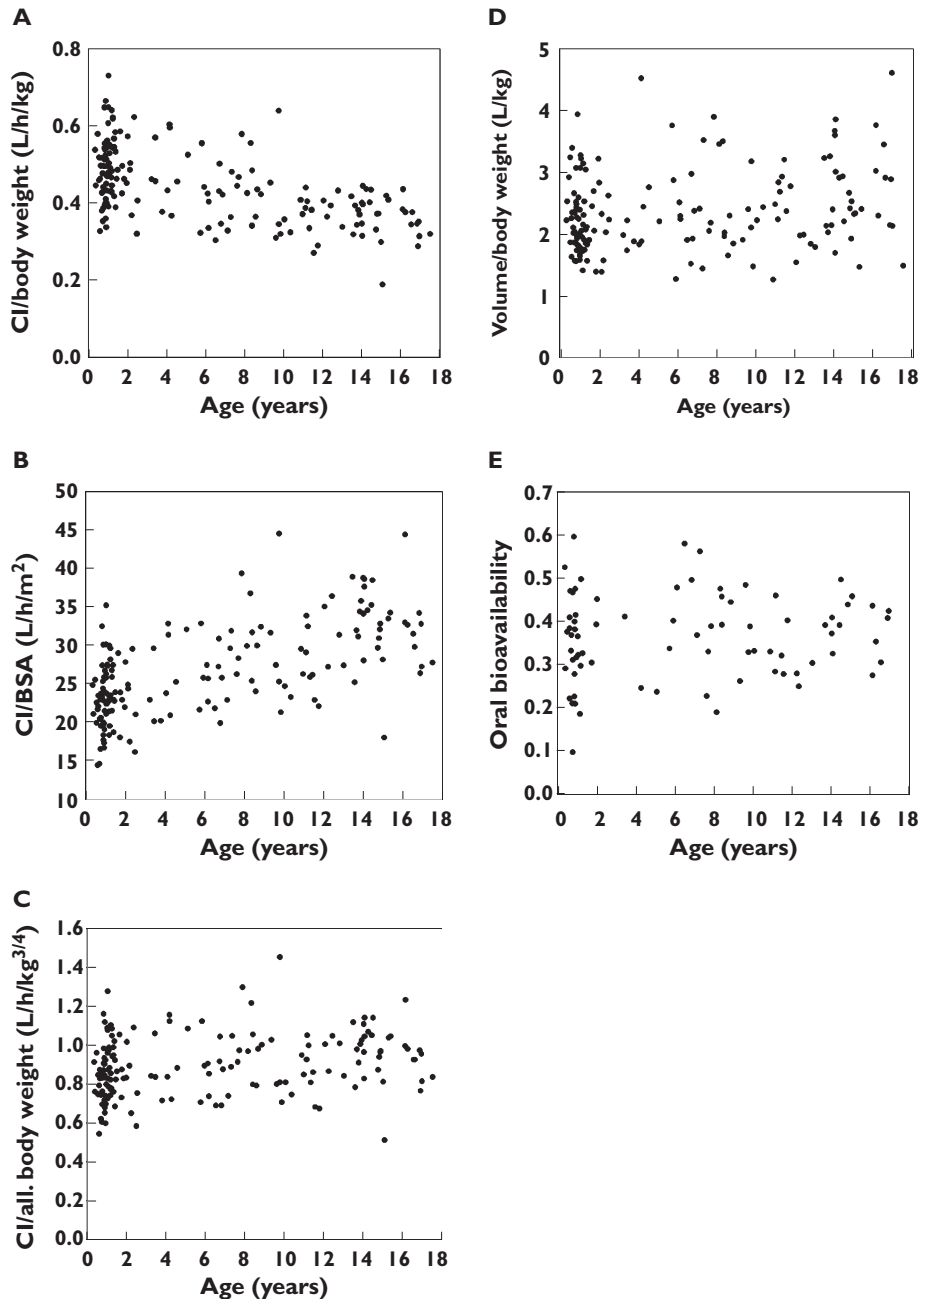 A
Cl/body weight (L/h/kg)
0.8
0.6
0.4
0.2
0.0
0 2 4 6 8 10 12 14 16 18
Age (years)
B
Cl/BSA (L/h/m²)
50
45
40
35
30
25
20
15
10
0 2 4 6 8 10 12 14 16 18
Age (years)
C
Cl/all. body weight (L/h/kg³/⁴)
1.6
1.4
1.2
1.0
0.8
0.6
0.4
0.2
0.0
0 2 4 6 8 10 12 14 16 18
Age (years)
D
Volume/body weight (L/kg)
5
4
3
2
1
0
0 2 4 6 8 10 12 14 16 18
Age (years)
E
Oral bioavailability
0.7
0.6
0.5
0.4
0.3
0.2
0.1
0.0
0 2 4 6 8 10 12 14 16 18
Age (years)